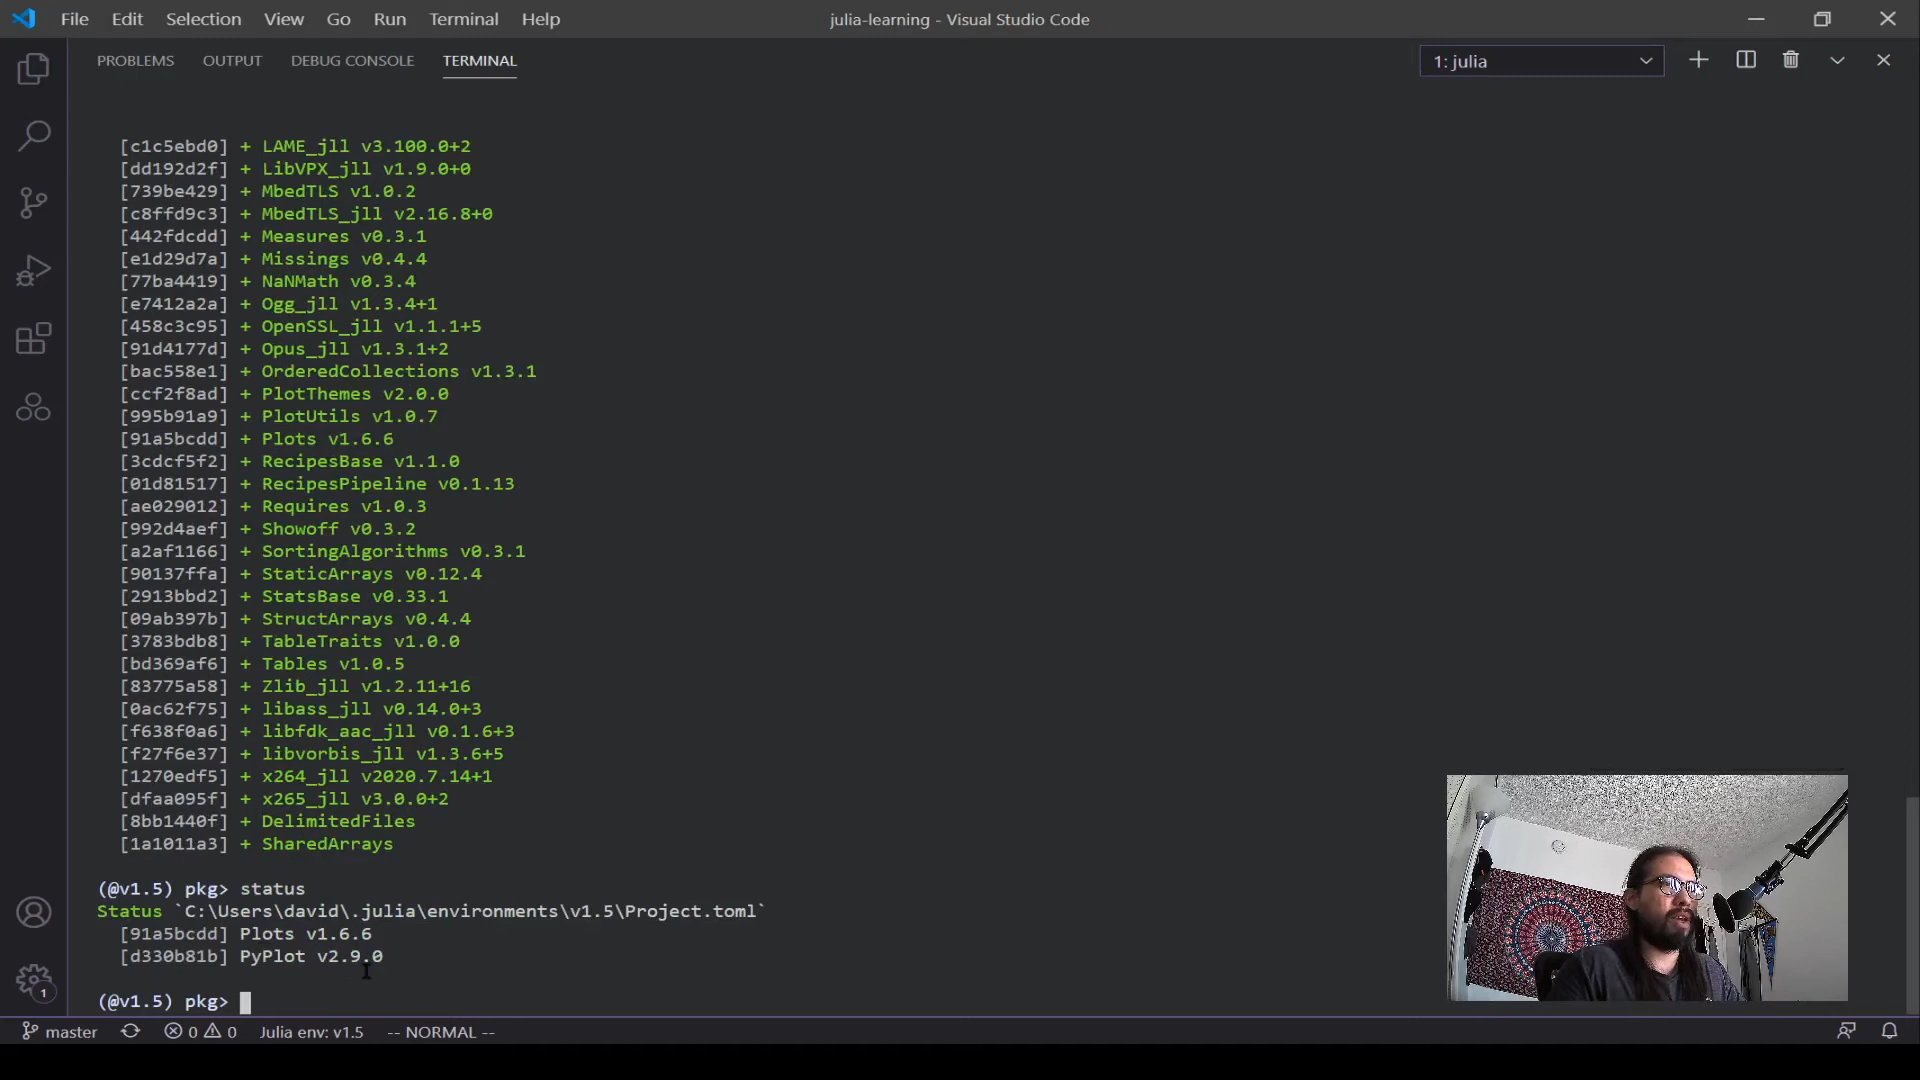 File Edit Selection View Go Run Terminal Help julia-learning - Visual Studio Code
PROBLEMS OUTPUT DEBUG CONSOLE TERMINAL 1: julia
[c1c5ebd0] + LAME_jll v3.100.0+2
[dd192d2f] + LibVPX_jll v1.9.0+0
[739be429] + MbedTLS v1.0.2
[c8ffd9c3] + MbedTLS_jll v2.16.8+0
[442fdcdd] + Measures v0.3.1
[e1d29d7a] + Missings v0.4.4
[77ba4419] + NaNMath v0.3.4
[e7412a2a] + Ogg_jll v1.3.4+1
[458c3c95] + OpenSSL_jll v1.1.1+5
[91d4177d] + Opus_jll v1.3.1+2
[bac558e1] + OrderedCollections v1.3.1
[ccf2f8ad] + PlotThemes v2.0.0
[995b91a9] + PlotUtils v1.0.7
[91a5bcdd] + Plots v1.6.6
[3cdcf5f2] + RecipesBase v1.1.0
[01d81517] + RecipesPipeline v0.1.13
[ae029012] + Requires v1.0.3
[992d4aef] + Showoff v0.3.2
[a2af1166] + SortingAlgorithms v0.3.1
[90137ffa] + StaticArrays v0.12.4
[2913bbd2] + StatsBase v0.33.1
[09ab397b] + StructArrays v0.4.4
[3783bdb8] + TableTraits v1.0.0
[bd369af6] + Tables v1.0.5
[83775a58] + Zlib_jll v1.2.11+16
[0ac62f75] + libass_jll v0.14.0+3
[f638f0a6] + libfdk_aac_jll v0.1.6+3
[f27f6e37] + libvorbis_jll v1.3.6+5
[1270edf5] + x264_jll v2020.7.14+1
[dfaa095f] + x265_jll v3.0.0+2
[8bb1440f] + DelimitedFiles
[1a1011a3] + SharedArrays
(@v1.5) pkg> status
Status `C:\Users\david\.julia\environments\v1.5\Project.toml`
[91a5bcdd] Plots v1.6.6
[d330b81b] PyPlot v2.9.0
(@v1.5) pkg>
1
master 0 0 Julia env: v1.5 -- NORMAL --